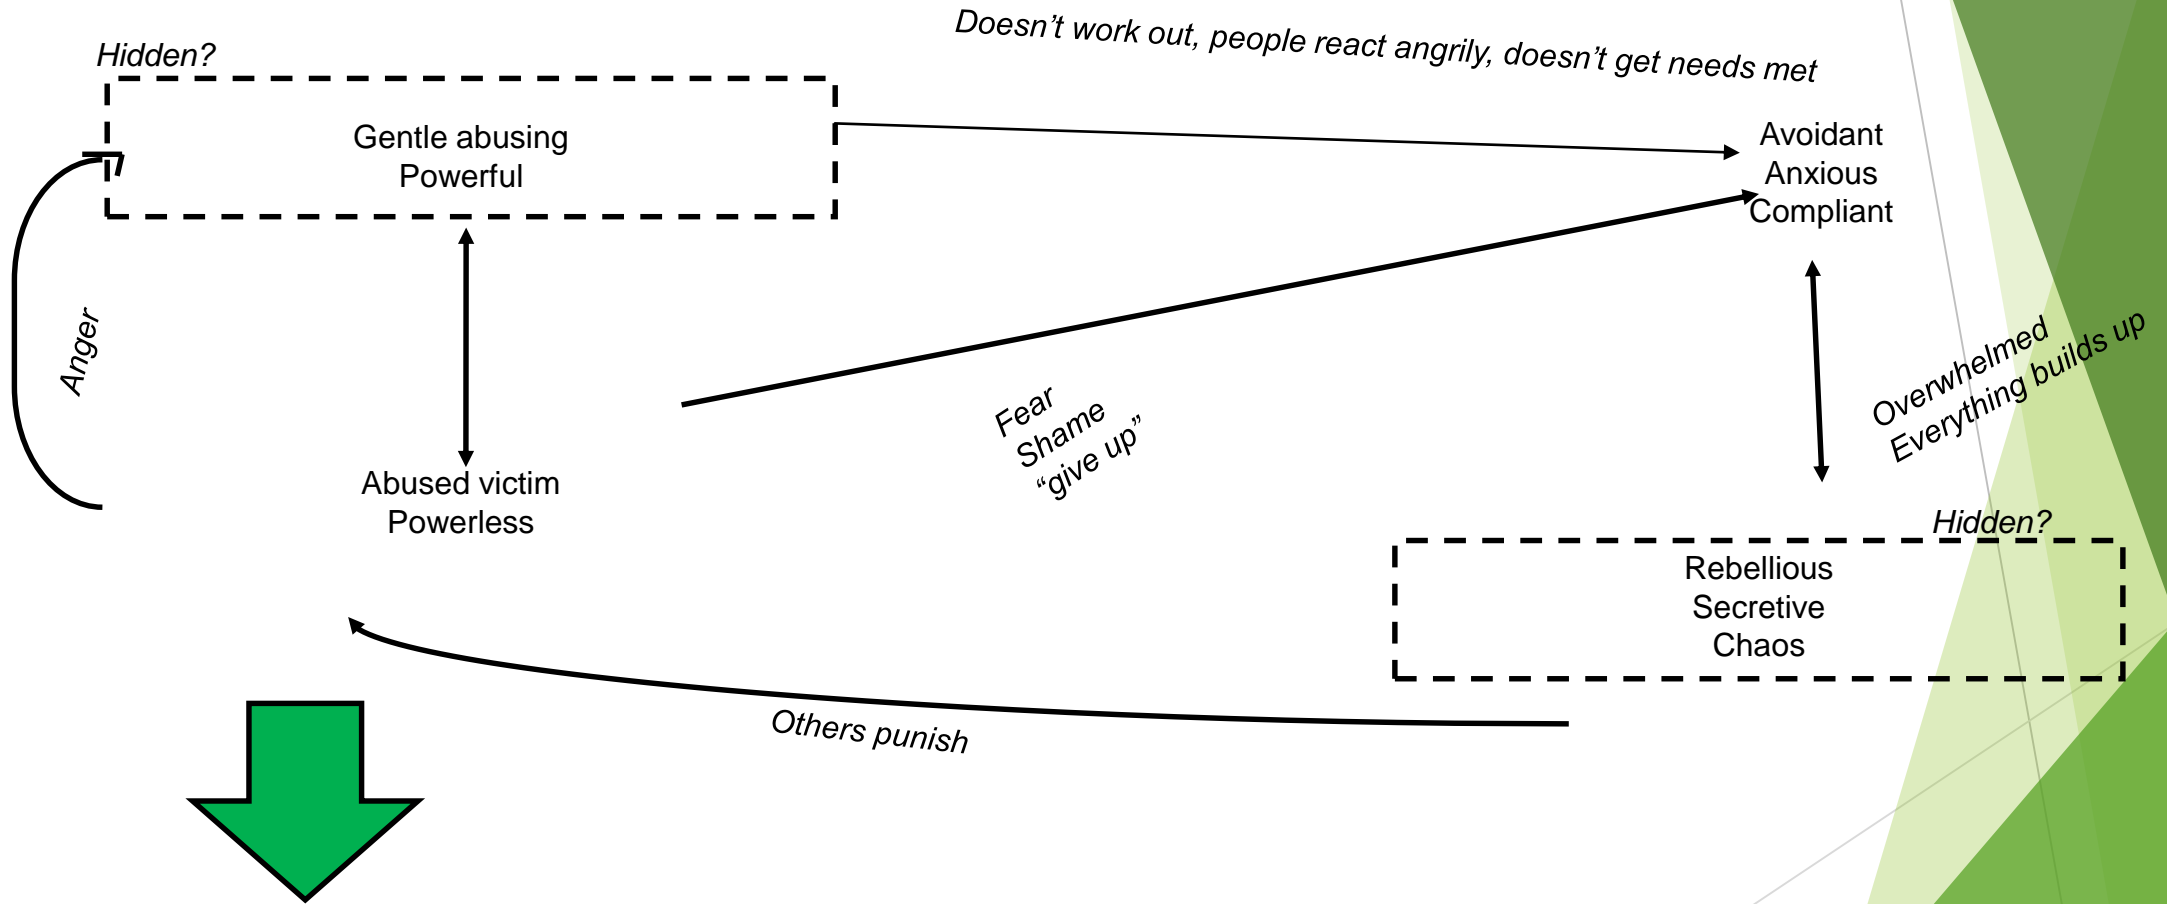 Doesn’t work out, people react angrily, doesn’t get needs met
Hidden?
Gentle abusing
Powerful
Avoidant
Anxious
Compliant
Anger
Fear
Shame
“give up”
Overwhelmed
Everything builds up
Abused victim
Powerless
Hidden?
Rebellious
Secretive
Chaos
Others punish